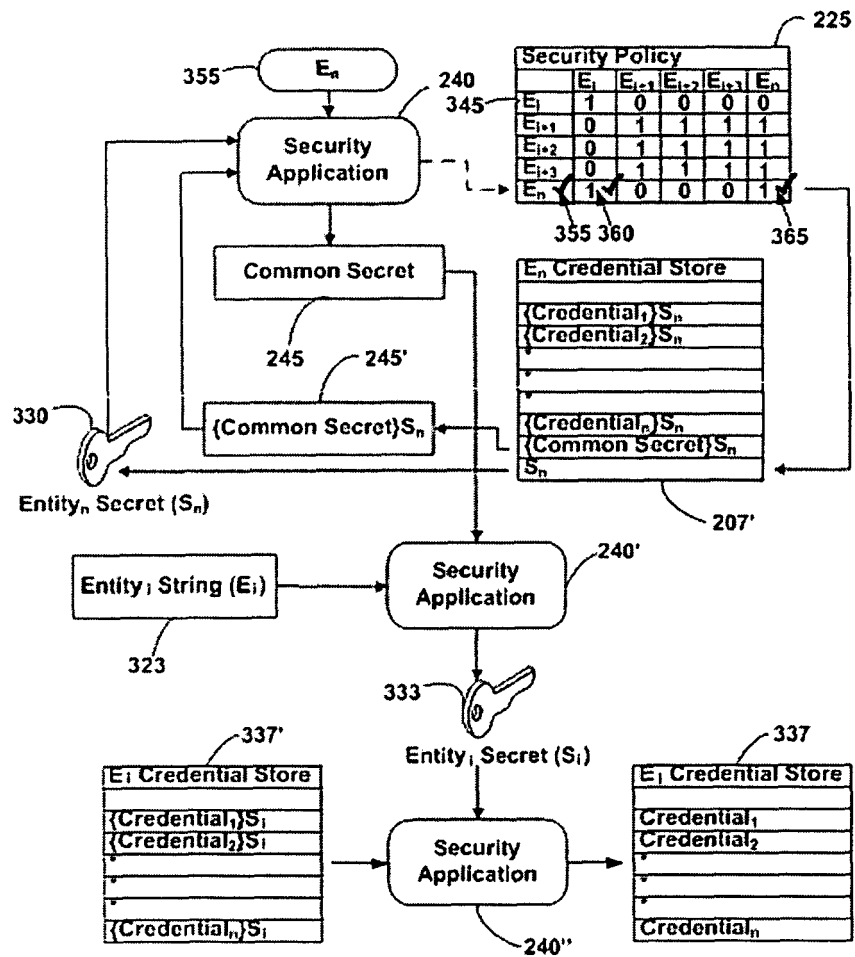 225
355
Eₙ
240
Security Policy
Eᵢ Eᵢ₊₁ Eᵢ₊₂ Eᵢ₊₃ Eₙ
345
Eᵢ 1 0 0 0 0
Eᵢ₊₁ 0 1 1 1 1
Eᵢ₊₂ 0 1 1 1 1
Eᵢ₊₃ 0 1 1 1 1
Eₙ 1 0 0 0 1
Security
Application
355 360 365
Common Secret
245
Eₙ Credential Store
{Credential₁}Sₙ
{Credential₂}Sₙ
{Credentialₙ}Sₙ
{Common Secret}Sₙ
Sₙ
207'
245'
{Common Secret}Sₙ
330
Entityₙ Secret (Sₙ)
Entityᵢ String (Eᵢ)
323
Security
Application
240'
333
Entityᵢ Secret (Sᵢ)
337'
Eᵢ Credential Store
{Credential₁}Sᵢ
{Credential₂}Sᵢ
{Credentialₙ}Sᵢ
Security
Application
240''
337
Eᵢ Credential Store
Credential₁
Credential₂
Credentialₙ